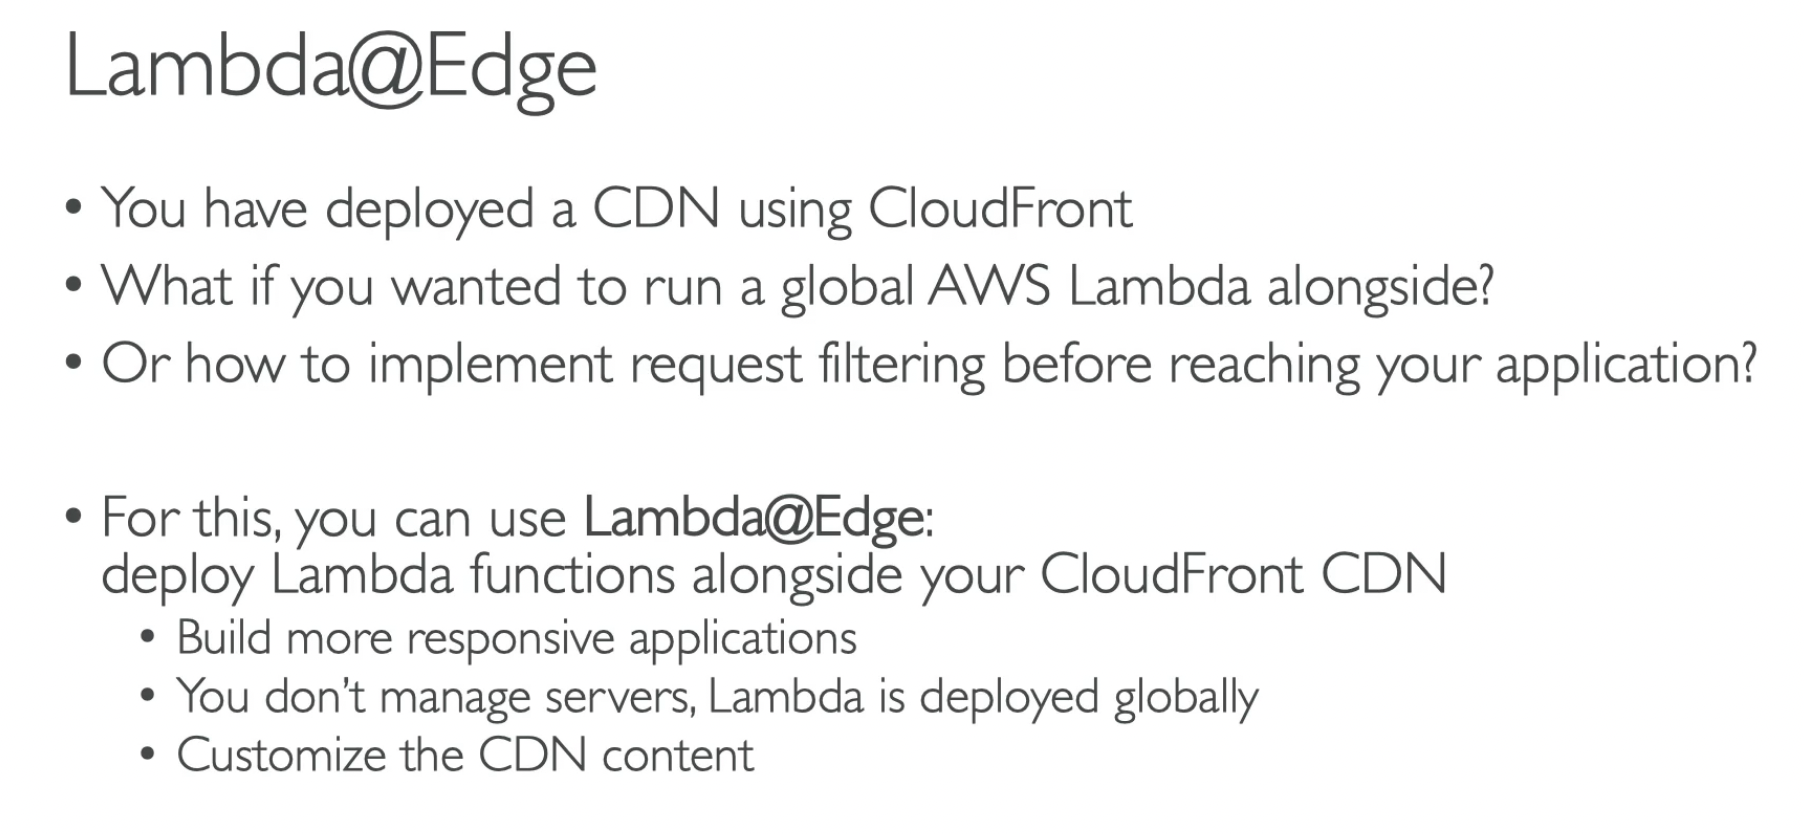 Lambda@Edge
• You have deployed a CDN using CloudFront
• What if you wanted to run a global AWS Lambda alongside?
• Or how to implement request filtering before reaching your application?
• For this, you can use Lambda@Edge:
deploy Lambda functions alongside your CloudFront CDN
• Build more responsive applications
• You don't manage servers, Lambda is deployed globally
• Customize the CDN content